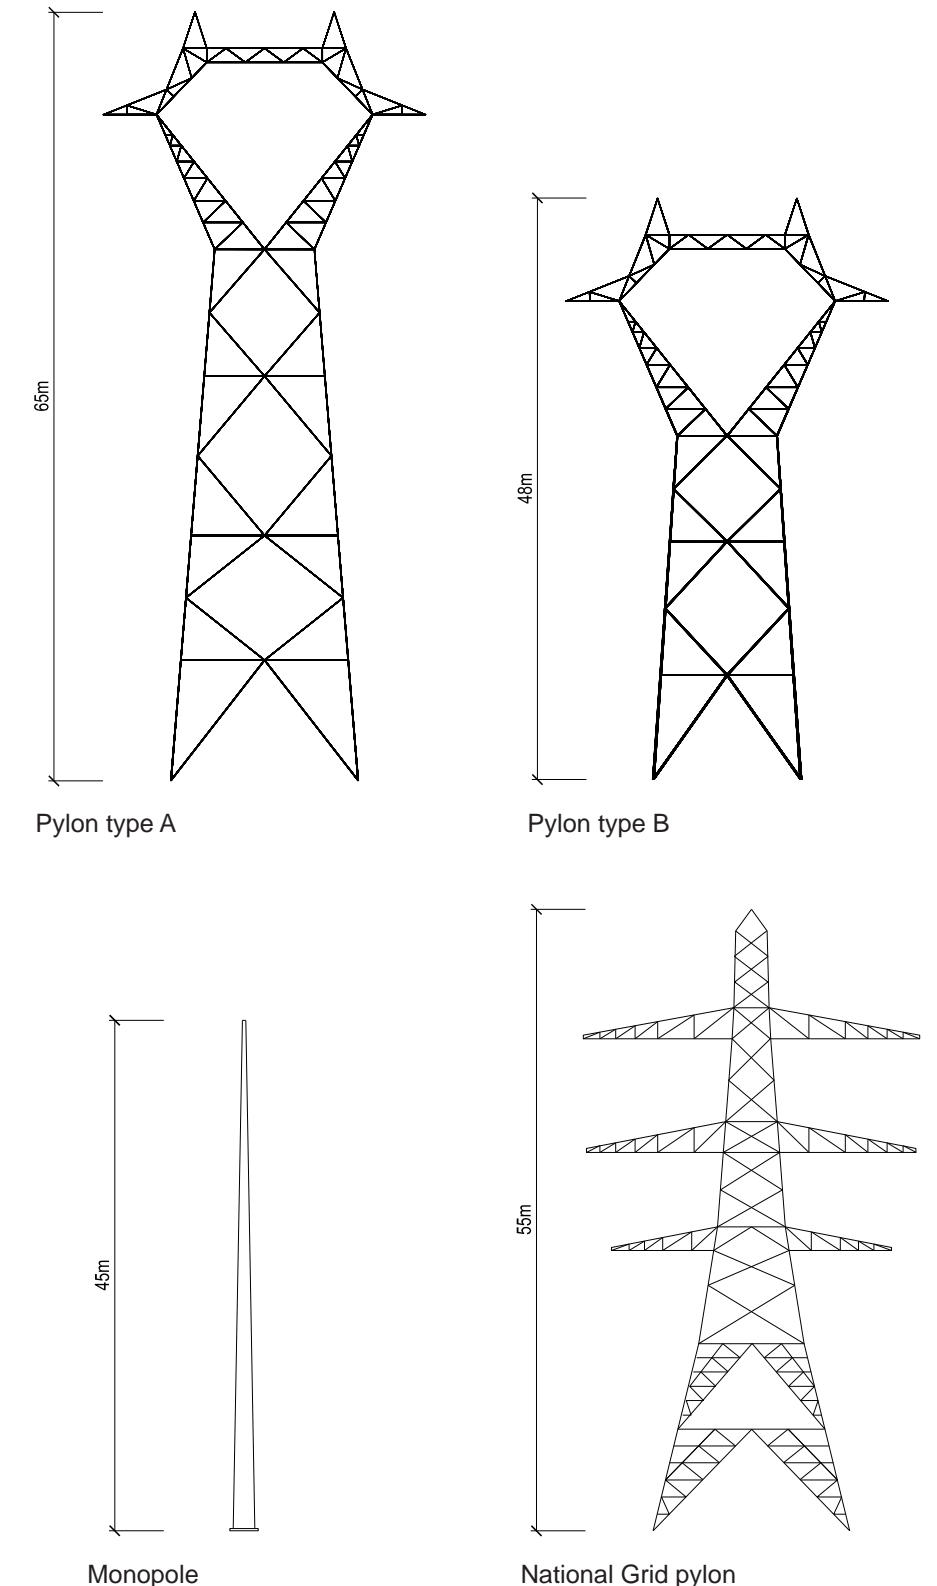 65m
48m
Pylon type A
Pylon type B
45m
55m
Monopole
National Grid pylon